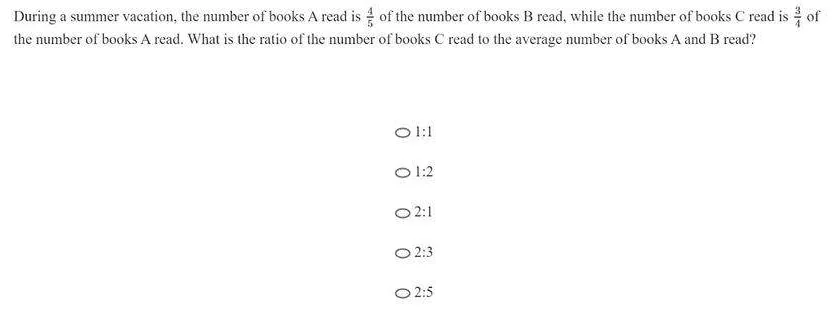 During a summer vacation, the number of books A read is 4/5 of the number of books B read, while the number of books C read is 3/4 of
the number of books A read. What is the ratio of the number of books C read to the average number of books A and B read?
1:1
1:2
2:1
2:3
2:5